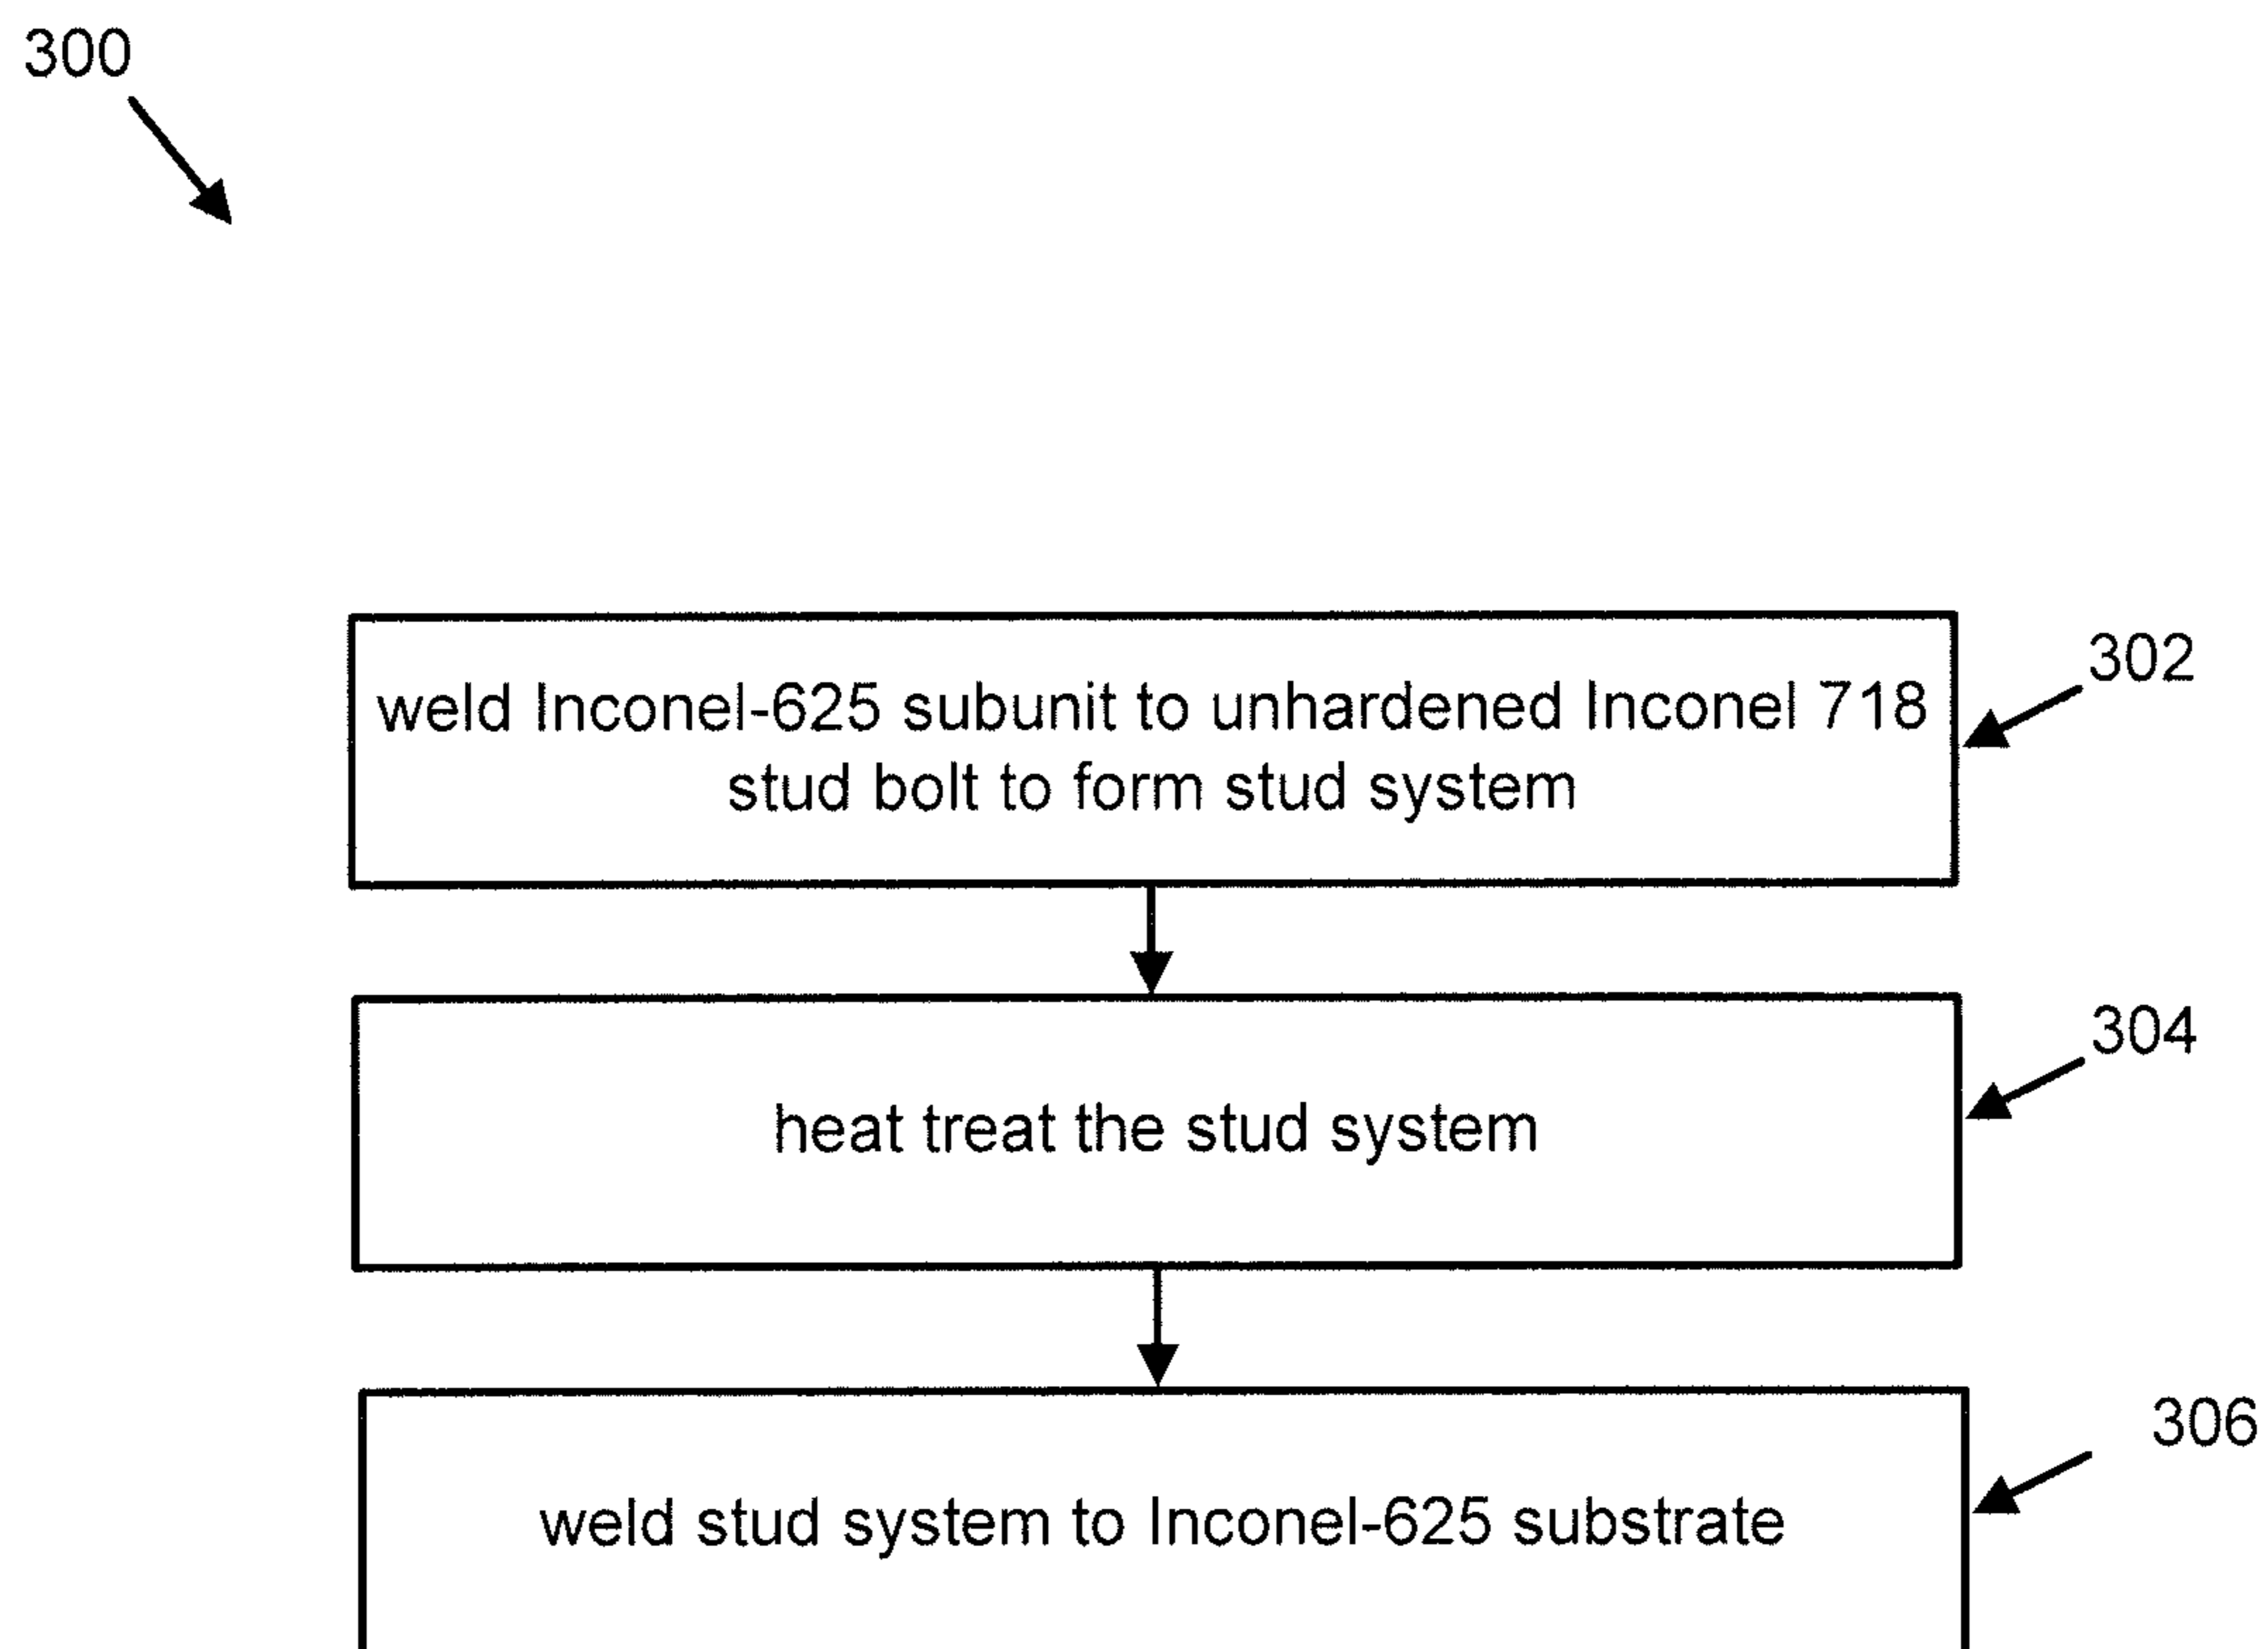 300
weld Inconel-625 subunit to unhardened Inconel 718
stud bolt to form stud system
302
heat treat the stud system
304
weld stud system to Inconel-625 substrate
306